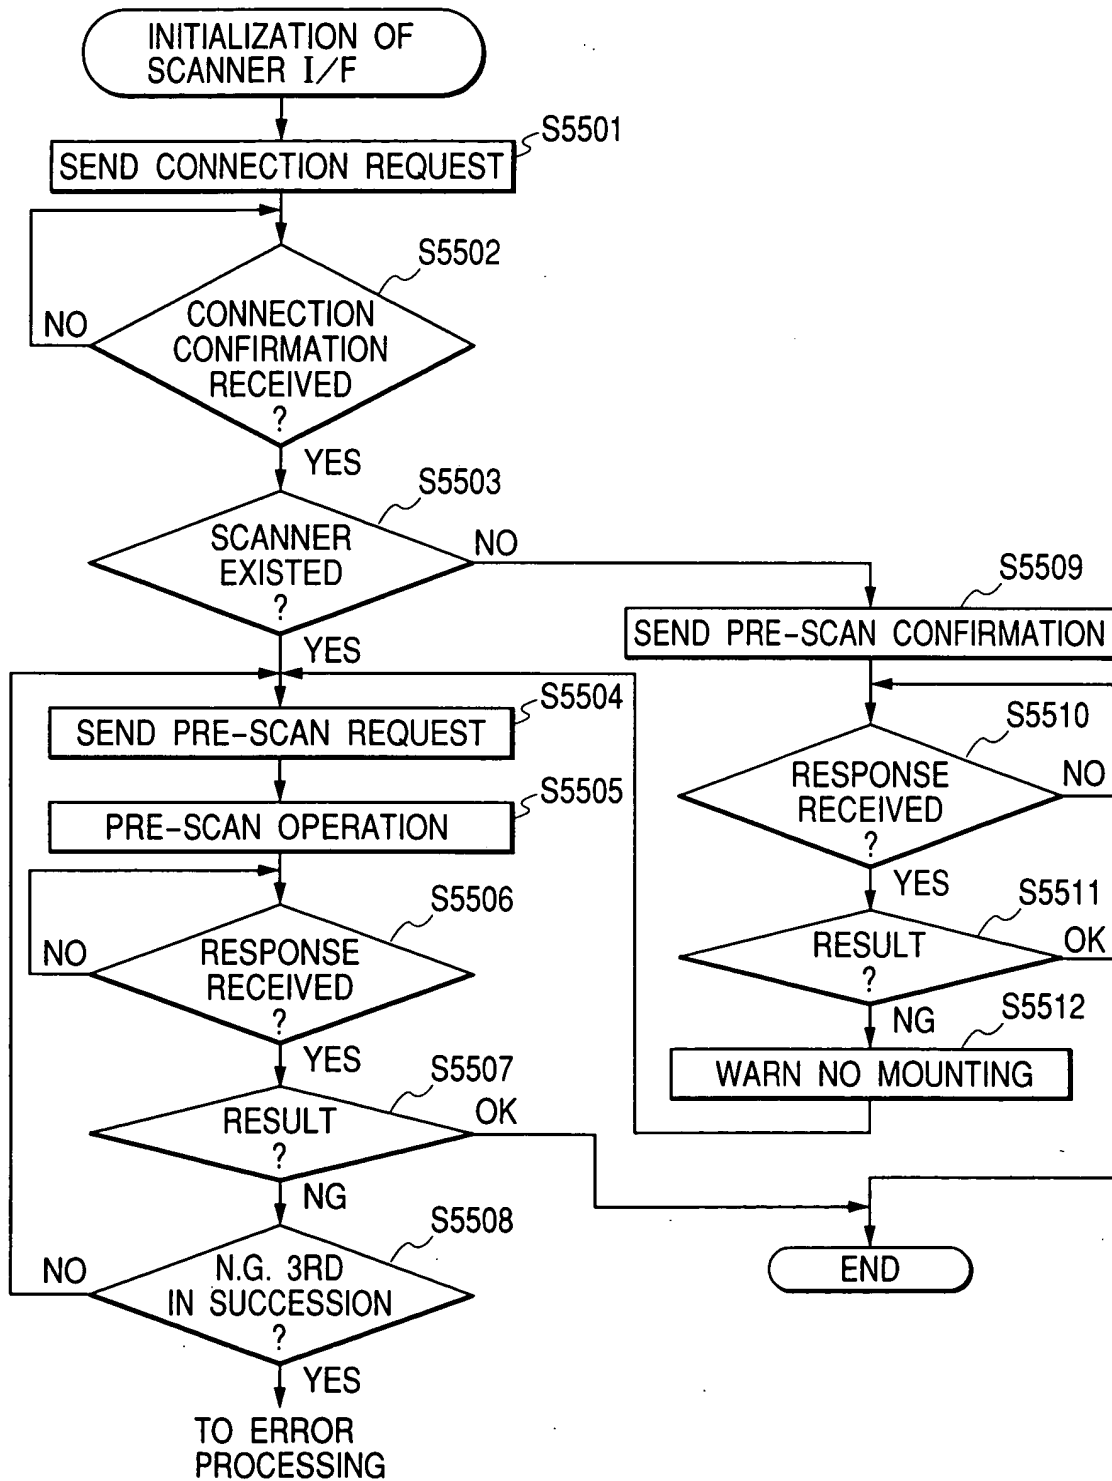 INITIALIZATION OF
SCANNER I/F
S5501
SEND CONNECTION REQUEST
S5502
CONNECTION
CONFIRMATION
RECEIVED
?
NO
YES
S5503
SCANNER
EXISTED
?
NO
YES
S5504
SEND PRE-SCAN REQUEST
S5505
PRE-SCAN OPERATION
S5506
RESPONSE
RECEIVED
?
NO
YES
S5507
RESULT
?
OK
NG
S5508
N.G. 3RD
IN SUCCESSION
?
NO
YES
TO ERROR
PROCESSING
S5509
SEND PRE-SCAN CONFIRMATION
S5510
RESPONSE
RECEIVED
?
NO
YES
S5511
RESULT
?
OK
NG
S5512
WARN NO MOUNTING
END